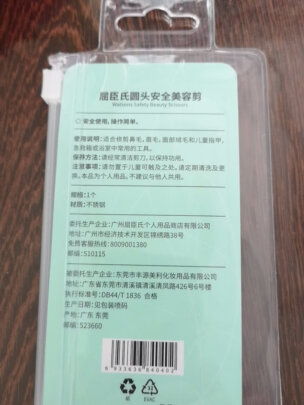 屈臣氏圆头安全美容剪
Watsons Safety Beauty Scissors
安全使用，操作简单。
使用说明：适合修剪鼻毛，眉毛，面部绒毛和儿童指甲，
急救箱或浴室中常用的工具。
保养方法：请经常清洁剪刀，以保持功用。
注意事项：请勿置于儿童可触及之处。请定期清洗及更
换。本品为个人用品。不建议与他人共用。
规格：1个
材质：不锈钢
委托生产企业：广州屈臣氏个人用品商店有限公司
地址：广州市经济技术开发区锦绣路38号
免费客服热线：8009001380
邮编：510115
被委托生产企业：东莞市丰源美利化妆用品有限公司
地址：广东省东莞市清溪镇清溪清凤路426号6号楼
执行标准号：DB44/T 1836 合格
生产日期：见包装喷码
产地：广东 东莞
邮编：523660
6 933636 840402
纸